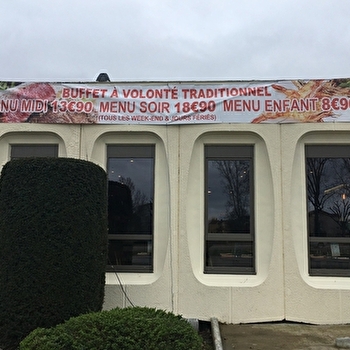 BUFFET À VOLONTÉ TRADITIONNEL
NU MIDI 13€90 MENU SOIR 18€90 MENU ENFANT 8€90
(TOUS LES WEEK-END & JOURS FÉRIÉS)